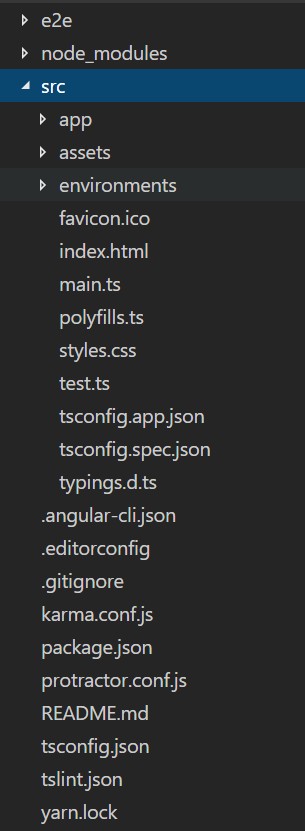 e2e
node_modules
src
app
assets
environments
favicon.ico
index.html
main.ts
polyfills.ts
styles.css
test.ts
tsconfig.app.json
tsconfig.spec.json
typings.d.ts
.angular-cli.json
.editorconfig
.gitignore
karma.conf.js
package.json
protractor.conf.js
README.md
tsconfig.json
tslint.json
yarn.lock